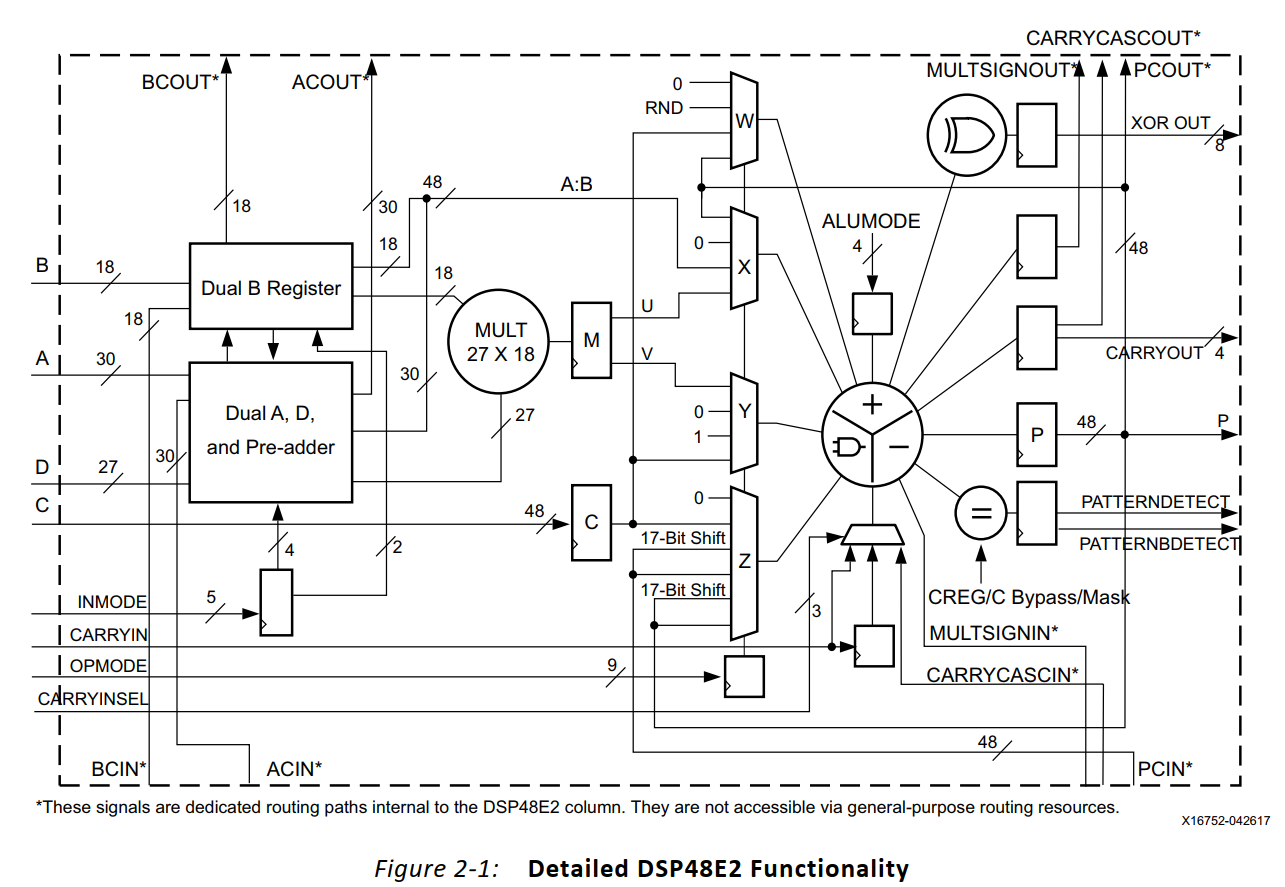 CARRYCASCOUT*
BCOUT* ACOUT* MULTSIGNOUT* PCOUT*
0
RND
W
XOR OUT
8
48 A:B
18 30
18
0
ALUMODE
4
48
B 18
Dual B Register
18
X
18
U
MULT
27 X 18
M
V
CARRYOUT 4
A 30
30
Dual A, D,
and Pre-adder
27
0 Y
1
P 48 P
30
D 27
C
48 C
0
17-Bit Shift
Z
17-Bit Shift
=
PATTERNDETECT
PATTERNBDETECT
4
2
3
CREG/C Bypass/Mask
INMODE 5
CARRYIN
MULTSIGNIN*
OPMODE 9
CARRYCASCIN*
CARRYINSEL
48
BCIN* ACIN* PCIN*
*These signals are dedicated routing paths internal to the DSP48E2 column. They are not accessible via general-purpose routing resources.
X16752-042617
Figure 2-1: Detailed DSP48E2 Functionality